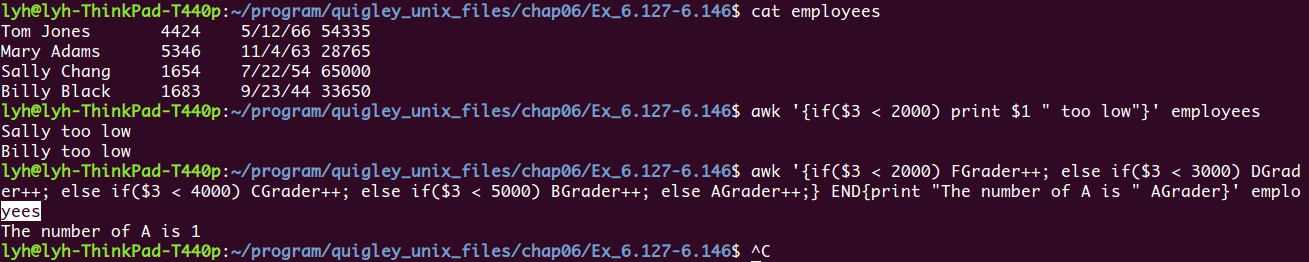 lyh@lyh-ThinkPad-T440p:~/program/quigley_unix_files/chap06/Ex_6.127-6.146$ cat employees
Tom Jones       4424    5/12/66 54335
Mary Adams      5346    11/4/63 28765
Sally Chang     1654    7/22/54 65000
Billy Black     1683    9/23/44 33650
lyh@lyh-ThinkPad-T440p:~/program/quigley_unix_files/chap06/Ex_6.127-6.146$ awk '{if($3 < 2000) print $1 " too low"}' employees
Sally too low
Billy too low
lyh@lyh-ThinkPad-T440p:~/program/quigley_unix_files/chap06/Ex_6.127-6.146$ awk '{if($3 < 2000) FGrader++; else if($3 < 3000) DGrad
er++; else if($3 < 4000) CGrader++; else if($3 < 5000) BGrader++; else AGrader++;} END{print "The number of A is " AGrader}' emplo
yees
The number of A is 1
lyh@lyh-ThinkPad-T440p:~/program/quigley_unix_files/chap06/Ex_6.127-6.146$ ^C